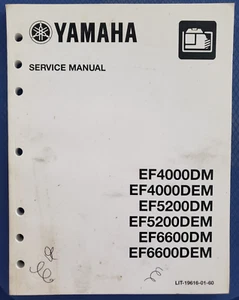 YAMAHA
SERVICE MANUAL
EF4000DM
EF4000DEM
EF5200DM
EF5200DEM
EF6600DM
EF6600DEM
LIT-19616-01-60